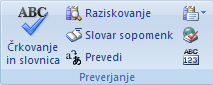 ABC
Črkovanje
in slovnica
Raziskovanje
Slovar sopomenk
Prevedi
ABC
123
Preverjanje